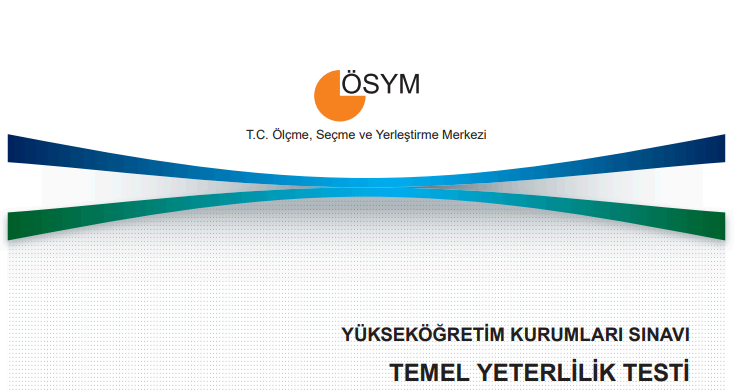 ÖSYM
T.C. Ölçme, Seçme ve Yerleştirme Merkezi
YÜKSEKÖĞRETİM KURUMLARI SINAVI
TEMEL YETERLİLİK TESTİ